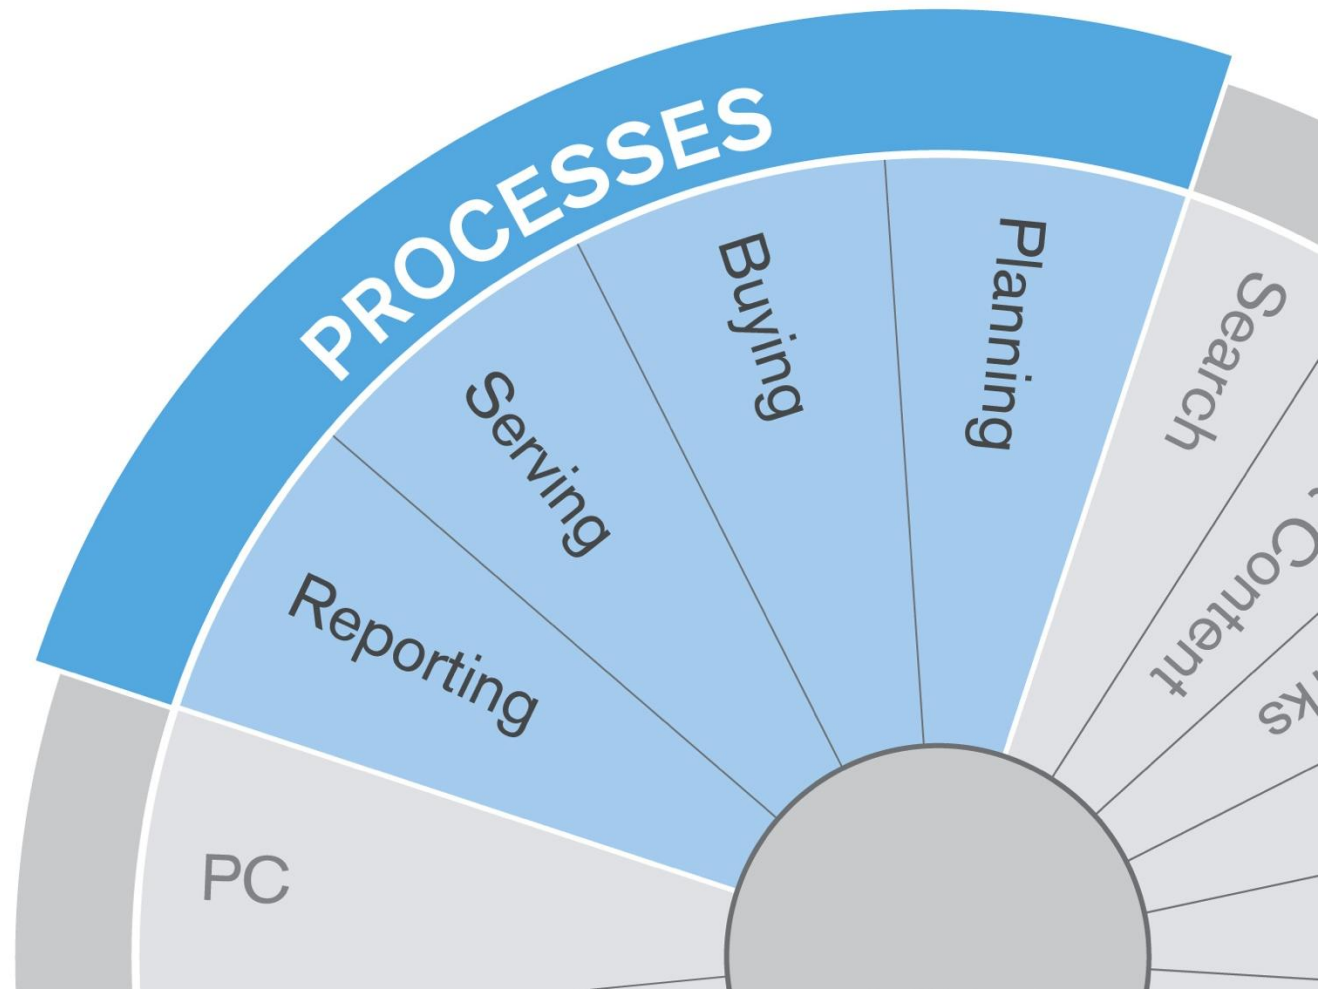 PROCESSES
Reporting
Serving
Buying
Planning
Search
Content
PC